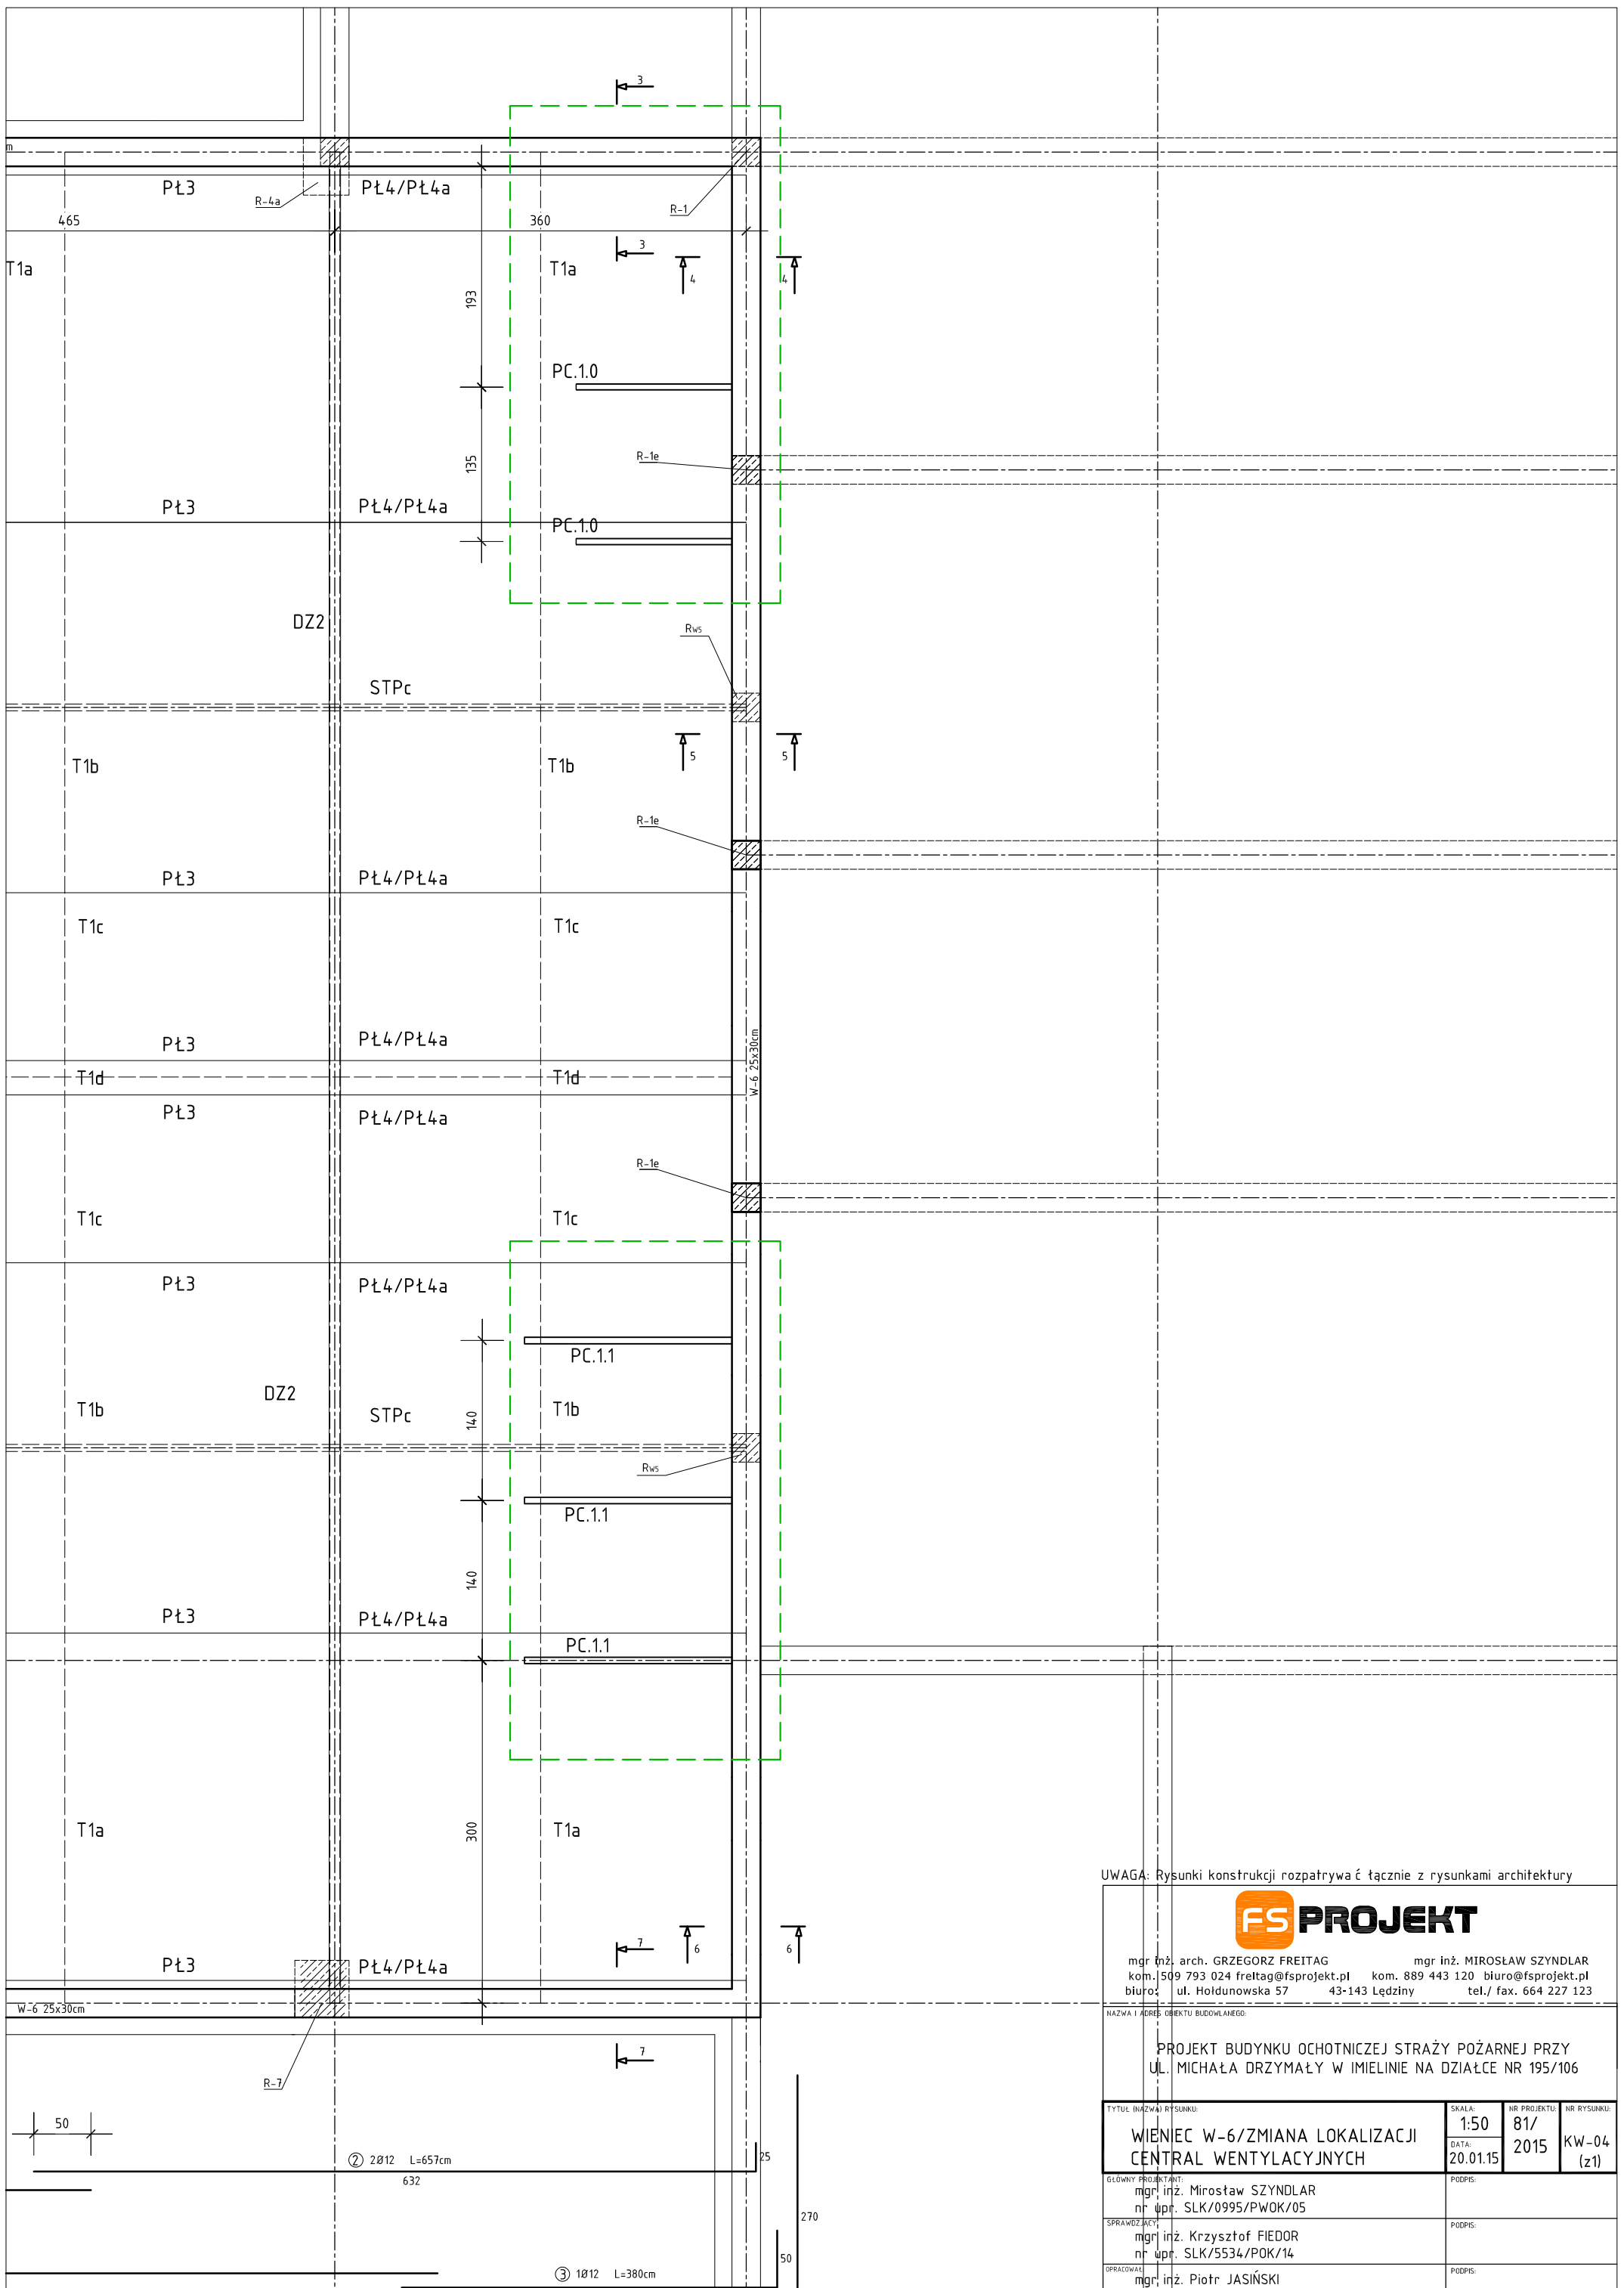 3
m
PŁ3
R-4a
PŁ4/PŁ4a
R-1
465
360
3
T1a
T1a
4
4
193
PC.1.0
135
R-1e
PŁ3
PŁ4/PŁ4a
PC.1.0
DZ2
Rws
STPc
T1b
T1b
5
5
R-1e
PŁ3
PŁ4/PŁ4a
T1c
T1c
PŁ3
PŁ4/PŁ4a
W-6 25x30cm
T1d
T1d
PŁ3
PŁ4/PŁ4a
R-1e
T1c
T1c
PŁ3
PŁ4/PŁ4a
PC.1.1
DZ2
T1b
STPc
140
T1b
Rws
PC.1.1
140
PŁ3
PŁ4/PŁ4a
PC.1.1
T1a
300
T1a
7
6
6
PŁ3
PŁ4/PŁ4a
W-6 25x30cm
7
R-7
50
② 2Ø12 L=657cm
25
632
270
50
③ 1Ø12 L=380cm
UWAGA: Rysunki konstrukcji rozpatrywać łącznie z rysunkami architektury
FS PROJEKT
mgr inż. arch. GRZEGORZ FREITAG mgr inż. MIROSŁAW SZYNDLAR
kom. 509 793 024 freitag@fsprojekt.pl kom. 889 443 120 biuro@fsprojekt.pl
biuro: ul. Hołdunowska 57 43-143 Lędziny tel./ fax. 664 227 123
NAZWA I ADRES OBIEKTU BUDOWLANEGO:
PROJEKT BUDYNKU OCHOTNICZEJ STRAŻY POŻARNEJ PRZY
UL. MICHAŁA DRZYMAŁY W IMIELINIE NA DZIAŁCE NR 195/106
TYTUŁ (NAZWA) RYSUNKU:
WIENIEC W-6/ZMIANA LOKALIZACJI
CENTRAL WENTYLACYJNYCH
SKALA:
1:50
DATA:
20.01.15
NR PROJEKTU:
81/
2015
NR RYSUNKU:
KW-04
(z1)
GŁÓWNY PROJEKTANT:
mgr inż. Mirosław SZYNDLAR
nr upr. SLK/0995/PWOK/05
PODPIS:
SPRAWDZAJĄCY:
mgr inż. Krzysztof FIEDOR
nr upr. SLK/5534/POK/14
PODPIS:
OPRACOWAŁ:
mgr inż. Piotr JASIŃSKI
PODPIS: